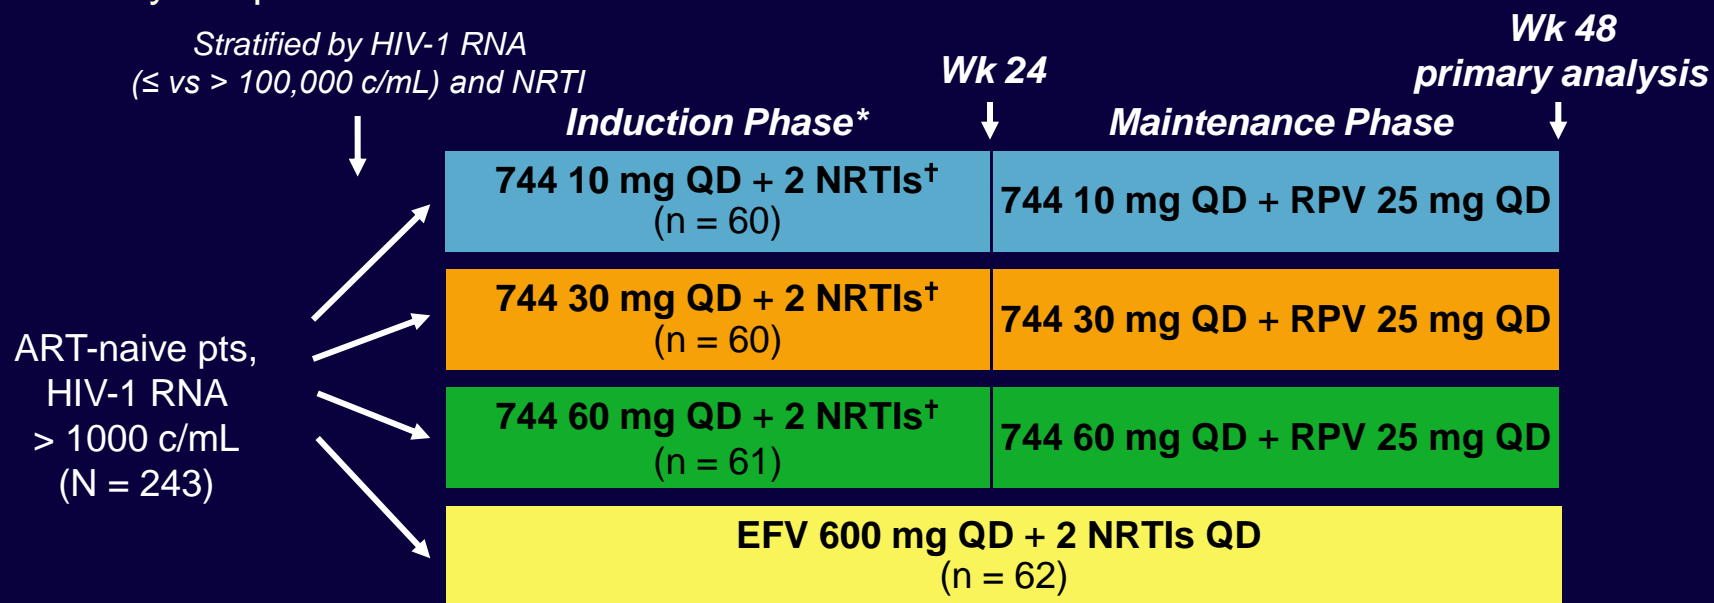 Stratified by HIV-1 RNA
(≤ vs > 100,000 c/mL) and NRTI
Wk 24
Wk 48
primary analysis
Induction Phase*
Maintenance Phase
ART-naive pts,
HIV-1 RNA
> 1000 c/mL
(N = 243)
744 10 mg QD + 2 NRTIs†
(n = 60)
744 10 mg QD + RPV 25 mg QD
744 30 mg QD + 2 NRTIs†
(n = 60)
744 30 mg QD + RPV 25 mg QD
744 60 mg QD + 2 NRTIs†
(n = 61)
744 60 mg QD + RPV 25 mg QD
EFV 600 mg QD + 2 NRTIs QD
(n = 62)